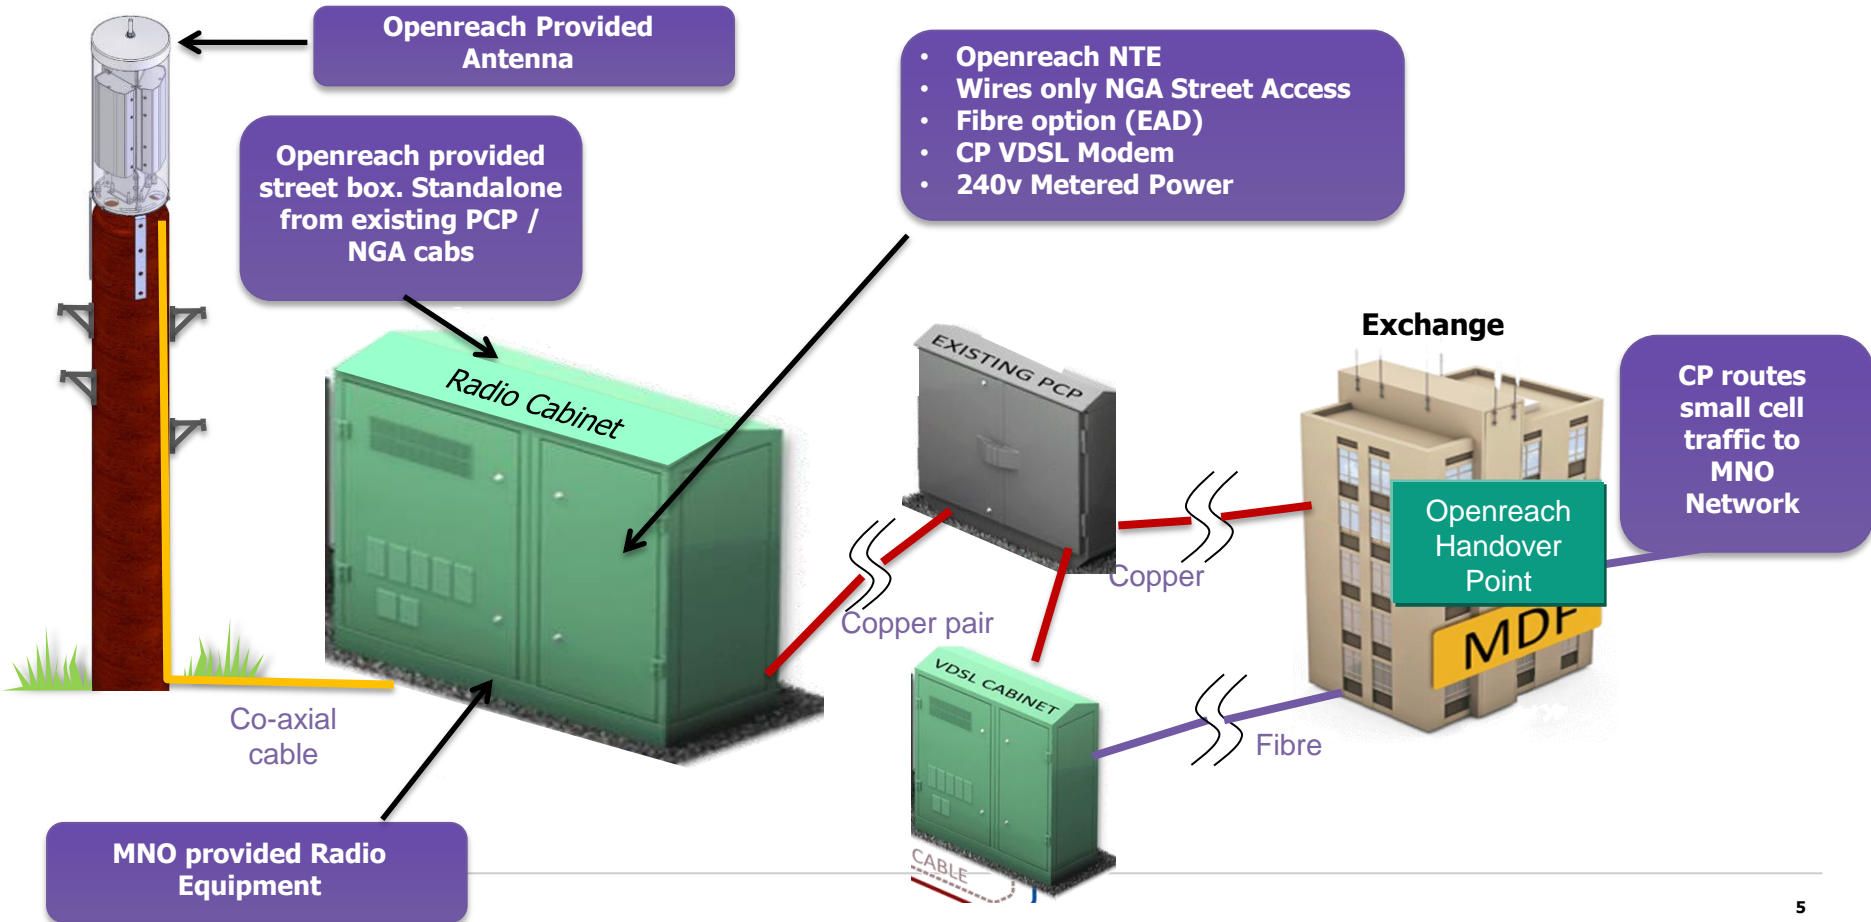 Openreach Provided
Antenna
• Openreach NTE
• Wires only NGA Street Access
• Fibre option (EAD)
• CP VDSL Modem
• 240v Metered Power
Openreach provided
street box. Standalone
from existing PCP /
NGA cabs
Radio Cabinet
EXISTING PCP
Exchange
CP routes
small cell
traffic to
MNO
Network
Openreach
Handover
Point
MDF
Copper
Copper pair
VDSL CABINET
Fibre
Co-axial
cable
MNO provided Radio
Equipment
CABLE
5